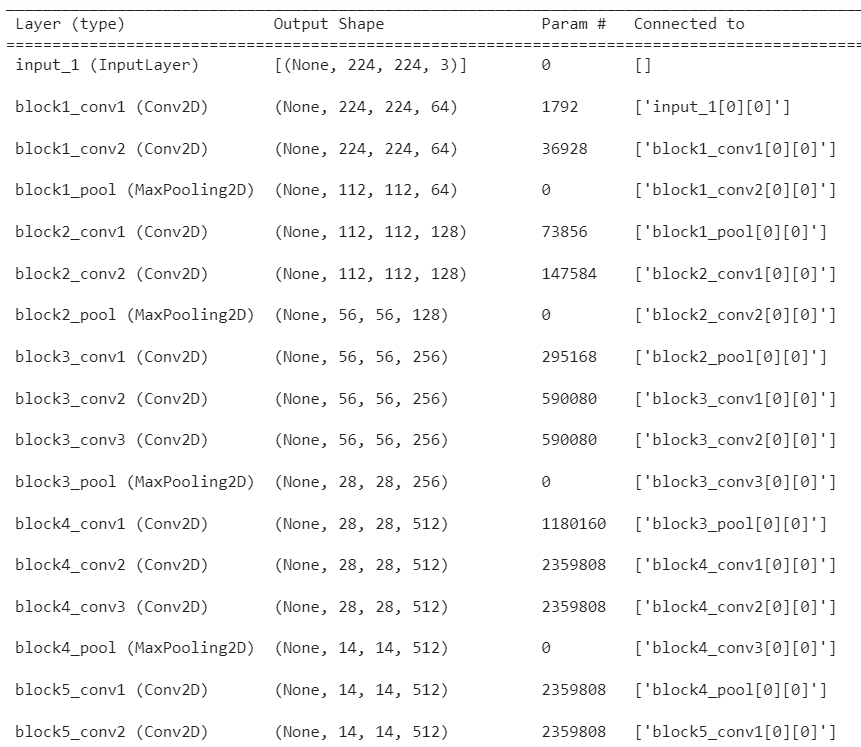 Layer (type) Output Shape Param # Connected to
input_1 (InputLayer) [(None, 224, 224, 3)] 0 []
block1_conv1 (Conv2D) (None, 224, 224, 64) 1792 ['input_1[0][0]']
block1_conv2 (Conv2D) (None, 224, 224, 64) 36928 ['block1_conv1[0][0]']
block1_pool (MaxPooling2D) (None, 112, 112, 64) 0 ['block1_conv2[0][0]']
block2_conv1 (Conv2D) (None, 112, 112, 128) 73856 ['block1_pool[0][0]']
block2_conv2 (Conv2D) (None, 112, 112, 128) 147584 ['block2_conv1[0][0]']
block2_pool (MaxPooling2D) (None, 56, 56, 128) 0 ['block2_conv2[0][0]']
block3_conv1 (Conv2D) (None, 56, 56, 256) 295168 ['block2_pool[0][0]']
block3_conv2 (Conv2D) (None, 56, 56, 256) 590080 ['block3_conv1[0][0]']
block3_conv3 (Conv2D) (None, 56, 56, 256) 590080 ['block3_conv2[0][0]']
block3_pool (MaxPooling2D) (None, 28, 28, 256) 0 ['block3_conv3[0][0]']
block4_conv1 (Conv2D) (None, 28, 28, 512) 1180160 ['block3_pool[0][0]']
block4_conv2 (Conv2D) (None, 28, 28, 512) 2359808 ['block4_conv1[0][0]']
block4_conv3 (Conv2D) (None, 28, 28, 512) 2359808 ['block4_conv2[0][0]']
block4_pool (MaxPooling2D) (None, 14, 14, 512) 0 ['block4_conv3[0][0]']
block5_conv1 (Conv2D) (None, 14, 14, 512) 2359808 ['block4_pool[0][0]']
block5_conv2 (Conv2D) (None, 14, 14, 512) 2359808 ['block5_conv1[0][0]']